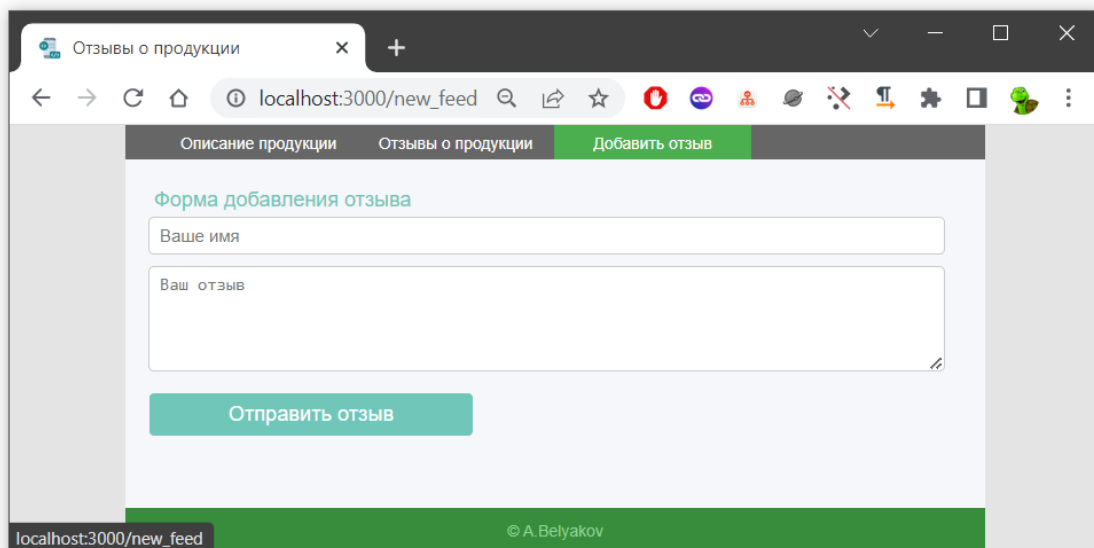 Отзывы о продукции
localhost:3000/new_feed
Описание продукции Отзывы о продукции Добавить отзыв
Форма добавления отзыва
Ваше имя
Ваш отзыв
Отправить отзыв
© A.Belyakov
localhost:3000/new_feed